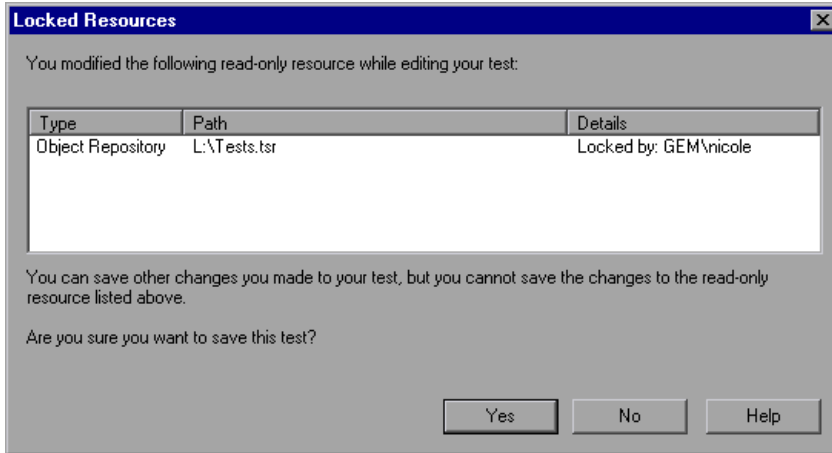 Locked Resources
You modified the following read-only resource while editing your test:
Type Path Details
Object Repository L:\Tests.tsr Locked by: GEM\nicole
You can save other changes you made to your test, but you cannot save the changes to the read-only
resource listed above.
Are you sure you want to save this test?
Yes No Help